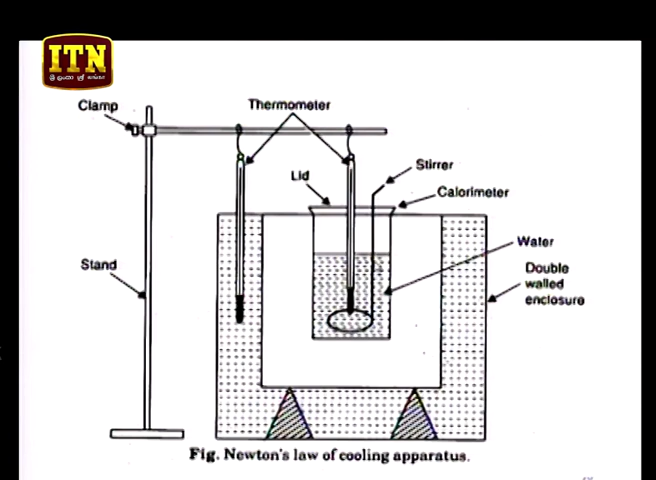 ITN
ශ්‍රී ලංකා ශ්‍රී සංසා
Clamp
Thermometer
Stirrer
Lid
Calorimeter
Water
Stand
Double
walled
enclosure
Fig. Newton's law of cooling apparatus.